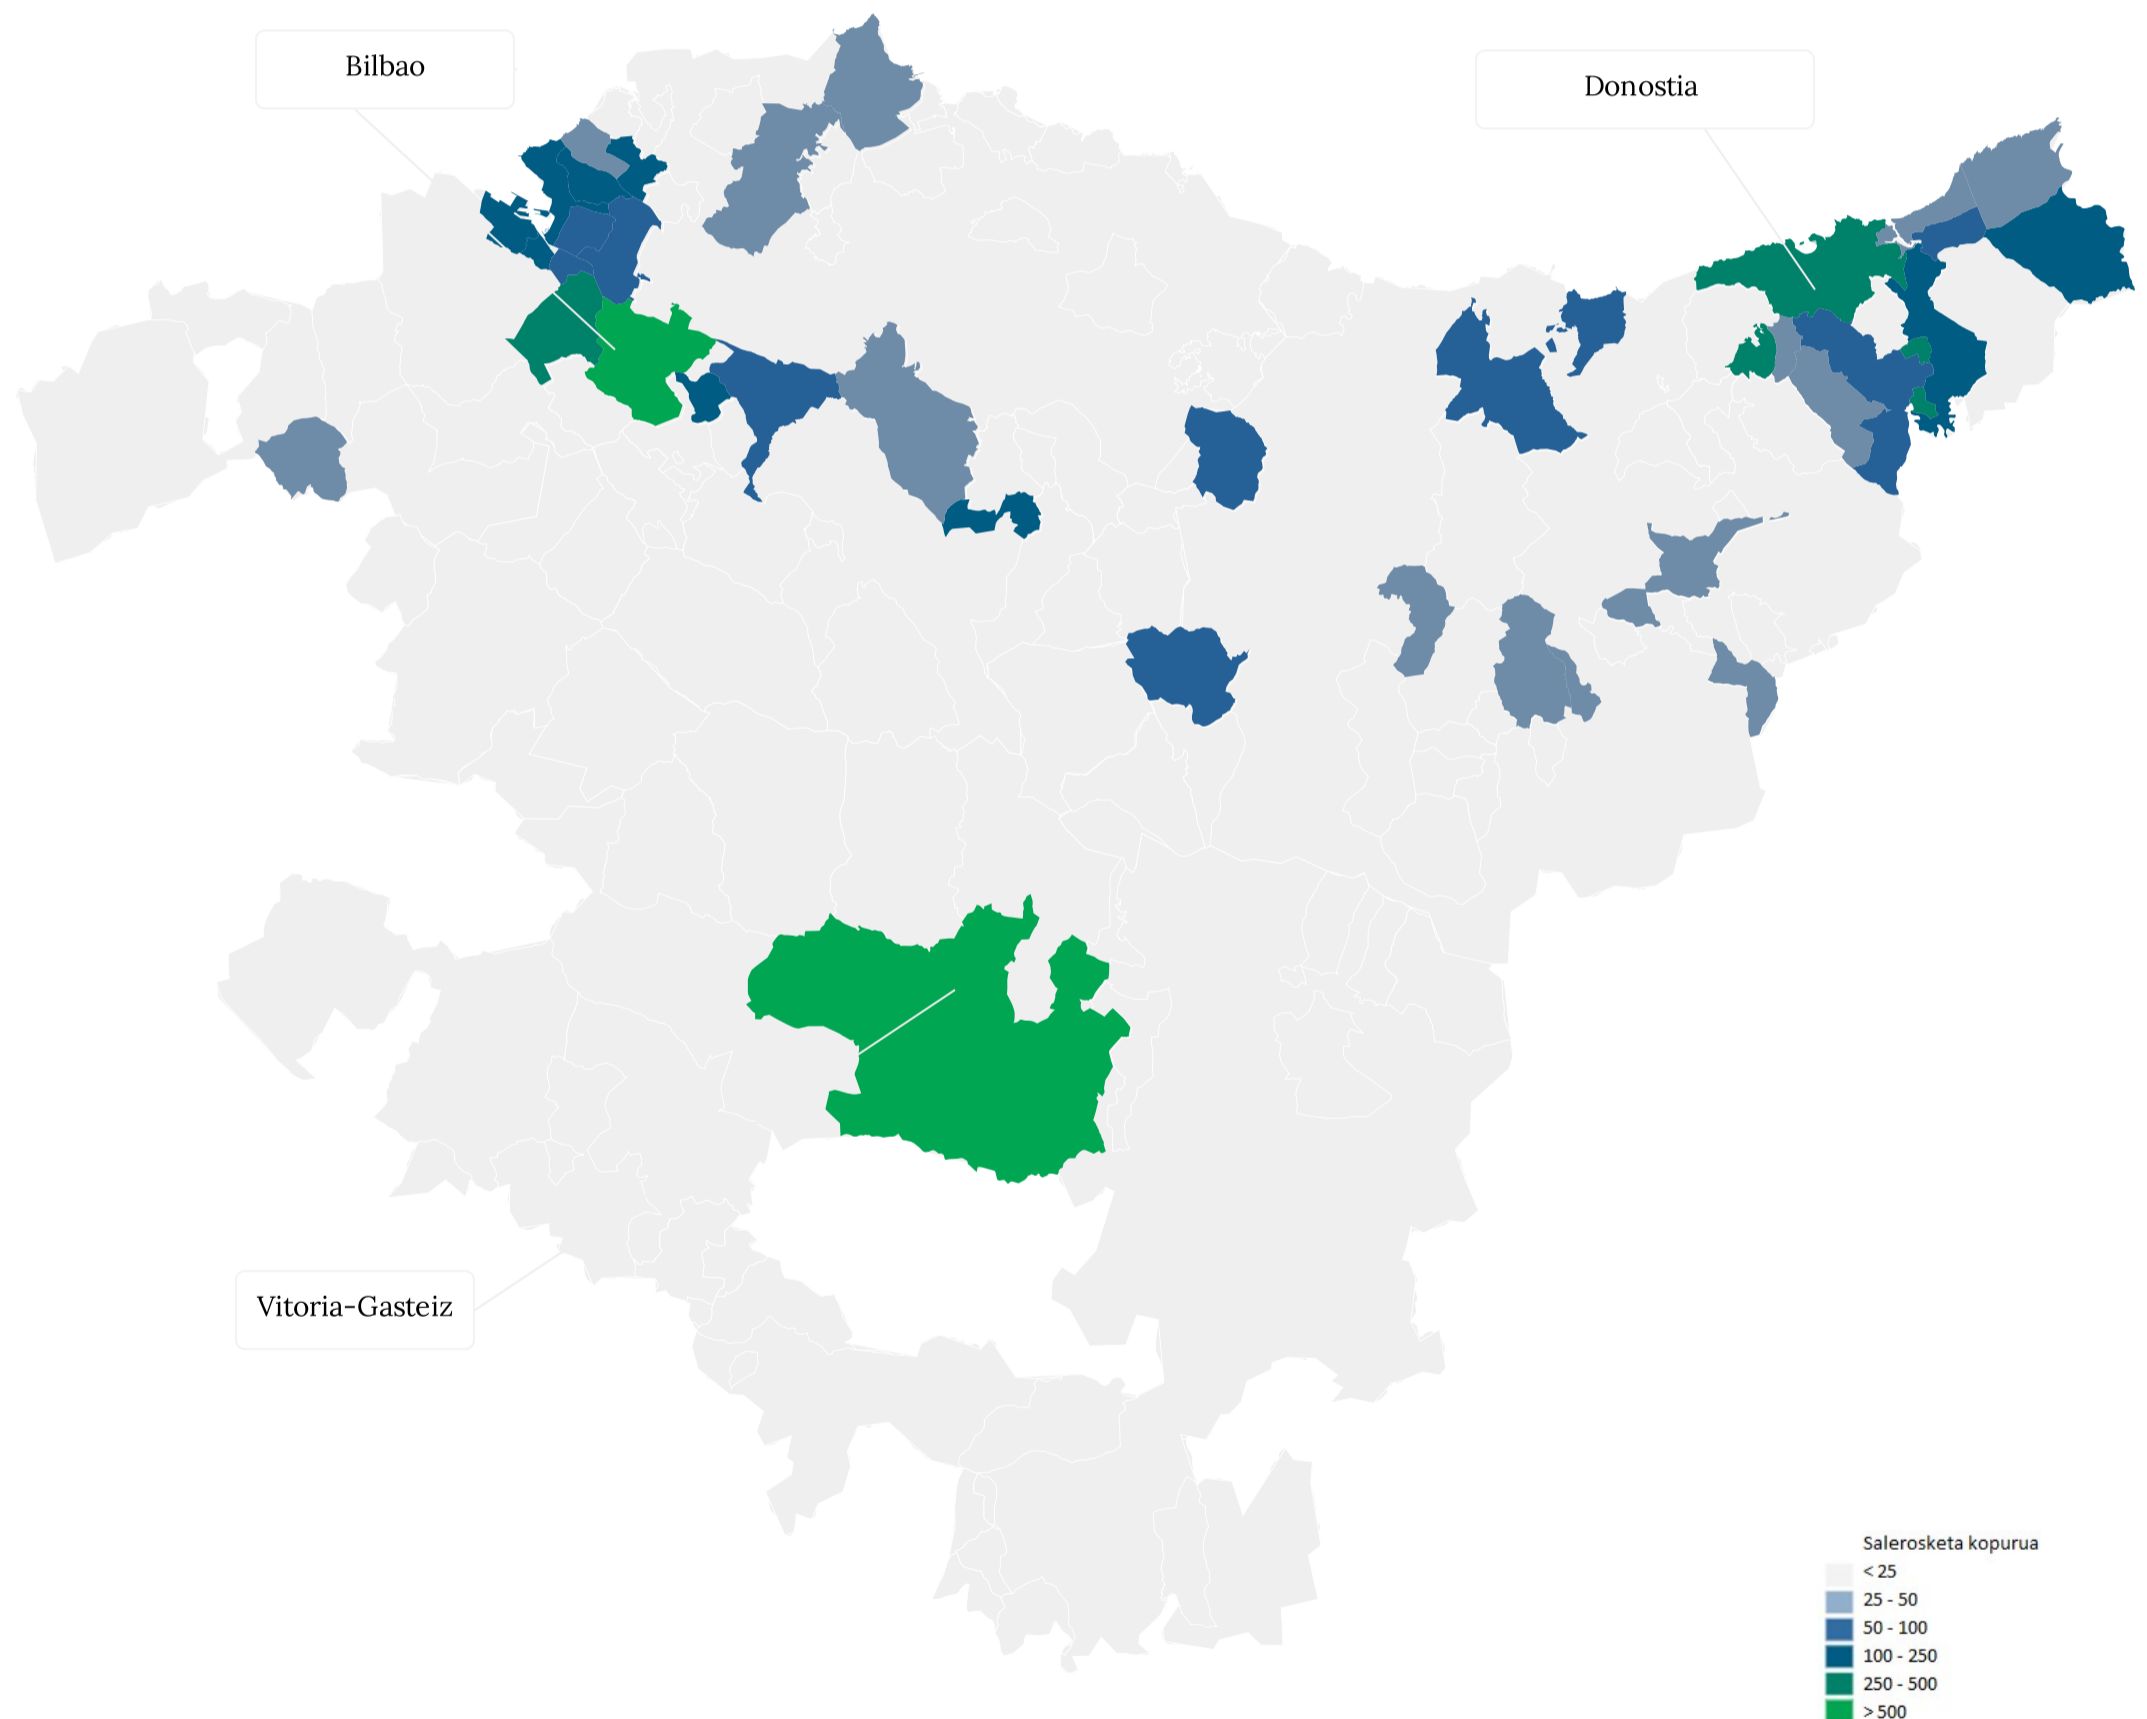 Bilbao
Donostia
Vitoria-Gasteiz
Salerosketa kopurua
< 25
25 - 50
50 - 100
100 - 250
250 - 500
> 500